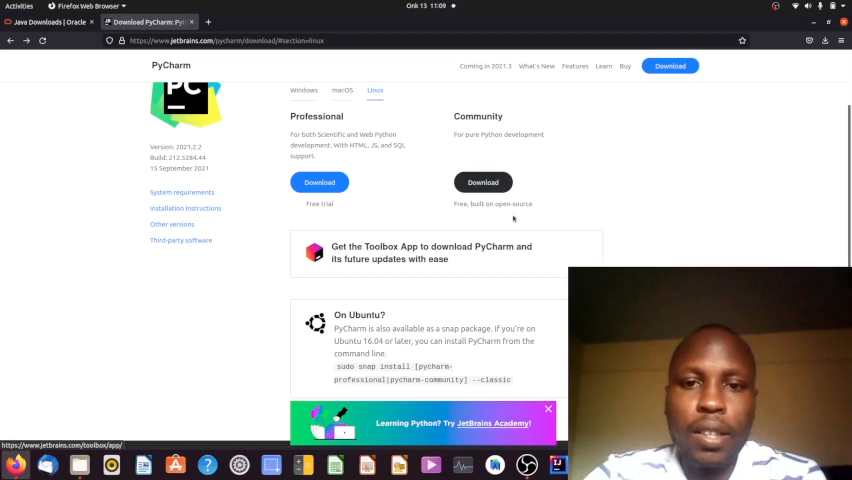 Activities
Firefox Web Browser
Onk 13 11:09
Java Downloads | Oracle
Download PyCharm: Pyt
https://www.jetbrains.com/pycharm/download/#section=linux
PyCharm
Coming in 2021.3
What's New
Features
Learn
Buy
Download
PC
Windows
macOS
Linux
Professional
Community
For both Scientific and Web Python
development. With HTML, JS, and SQL
support.
For pure Python development
Version: 2021.2.2
Build: 212.5284.44
15 September 2021
Download
Download
Free trial
Free, built on open-source
System requirements
Installation Instructions
Other versions
Third-party software
Get the Toolbox App to download PyCharm and
its future updates with ease
On Ubuntu?
PyCharm is also available as a snap package. If you're on
Ubuntu 16.04 or later, you can install PyCharm from the
command line.
sudo snap install [pycharm-
professional|pycharm-community] --classic
Learning Python? Try JetBrains Academy!
https://www.jetbrains.com/toolbox/app/